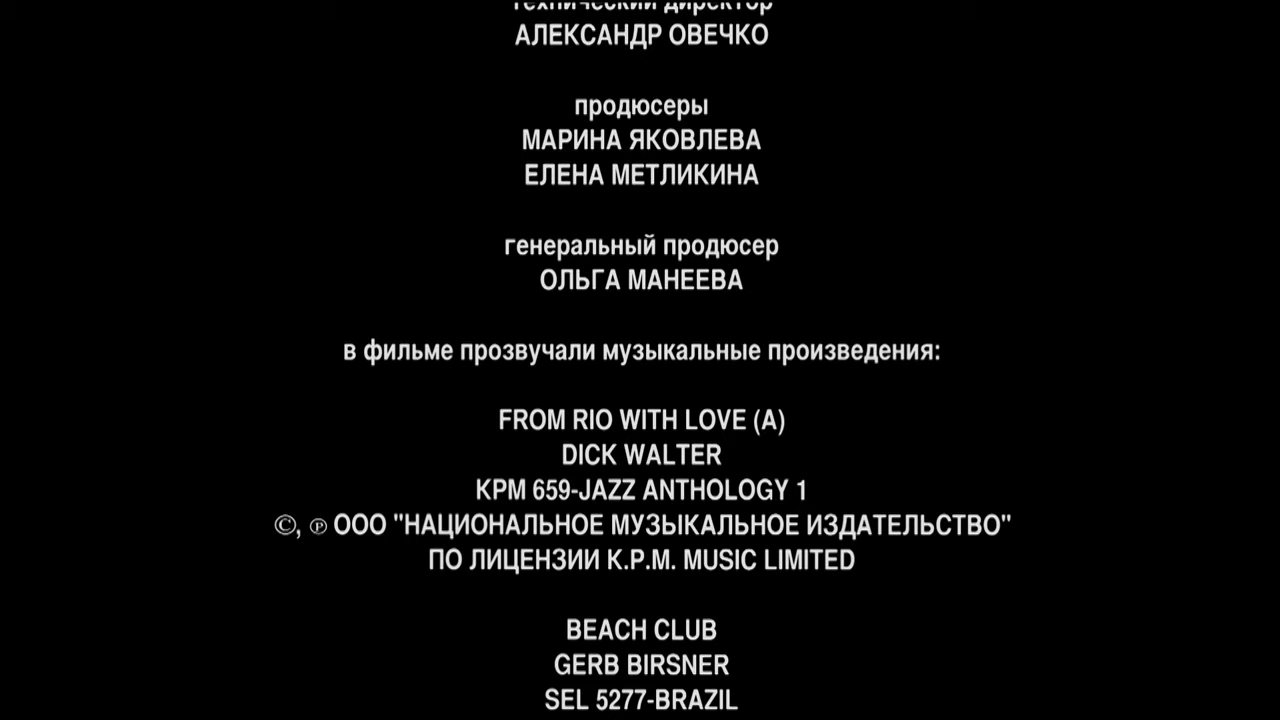 технический директор
АЛЕКСАНДР ОВЕЧКО
продюсеры
МАРИНА ЯКОВЛЕВА
ЕЛЕНА МЕТЛИКИНА
генеральный продюсер
ОЛЬГА МАНЕЕВА
в фильме прозвучали музыкальные произведения:
FROM RIO WITH LOVE (A)
DICK WALTER
KPM 659-JAZZ ANTHOLOGY 1
©, ℗ ООО "НАЦИОНАЛЬНОЕ МУЗЫКАЛЬНОЕ ИЗДАТЕЛЬСТВО"
ПО ЛИЦЕНЗИИ K.P.M. MUSIC LIMITED
BEACH CLUB
GERB BIRSNER
SEL 5277-BRAZIL